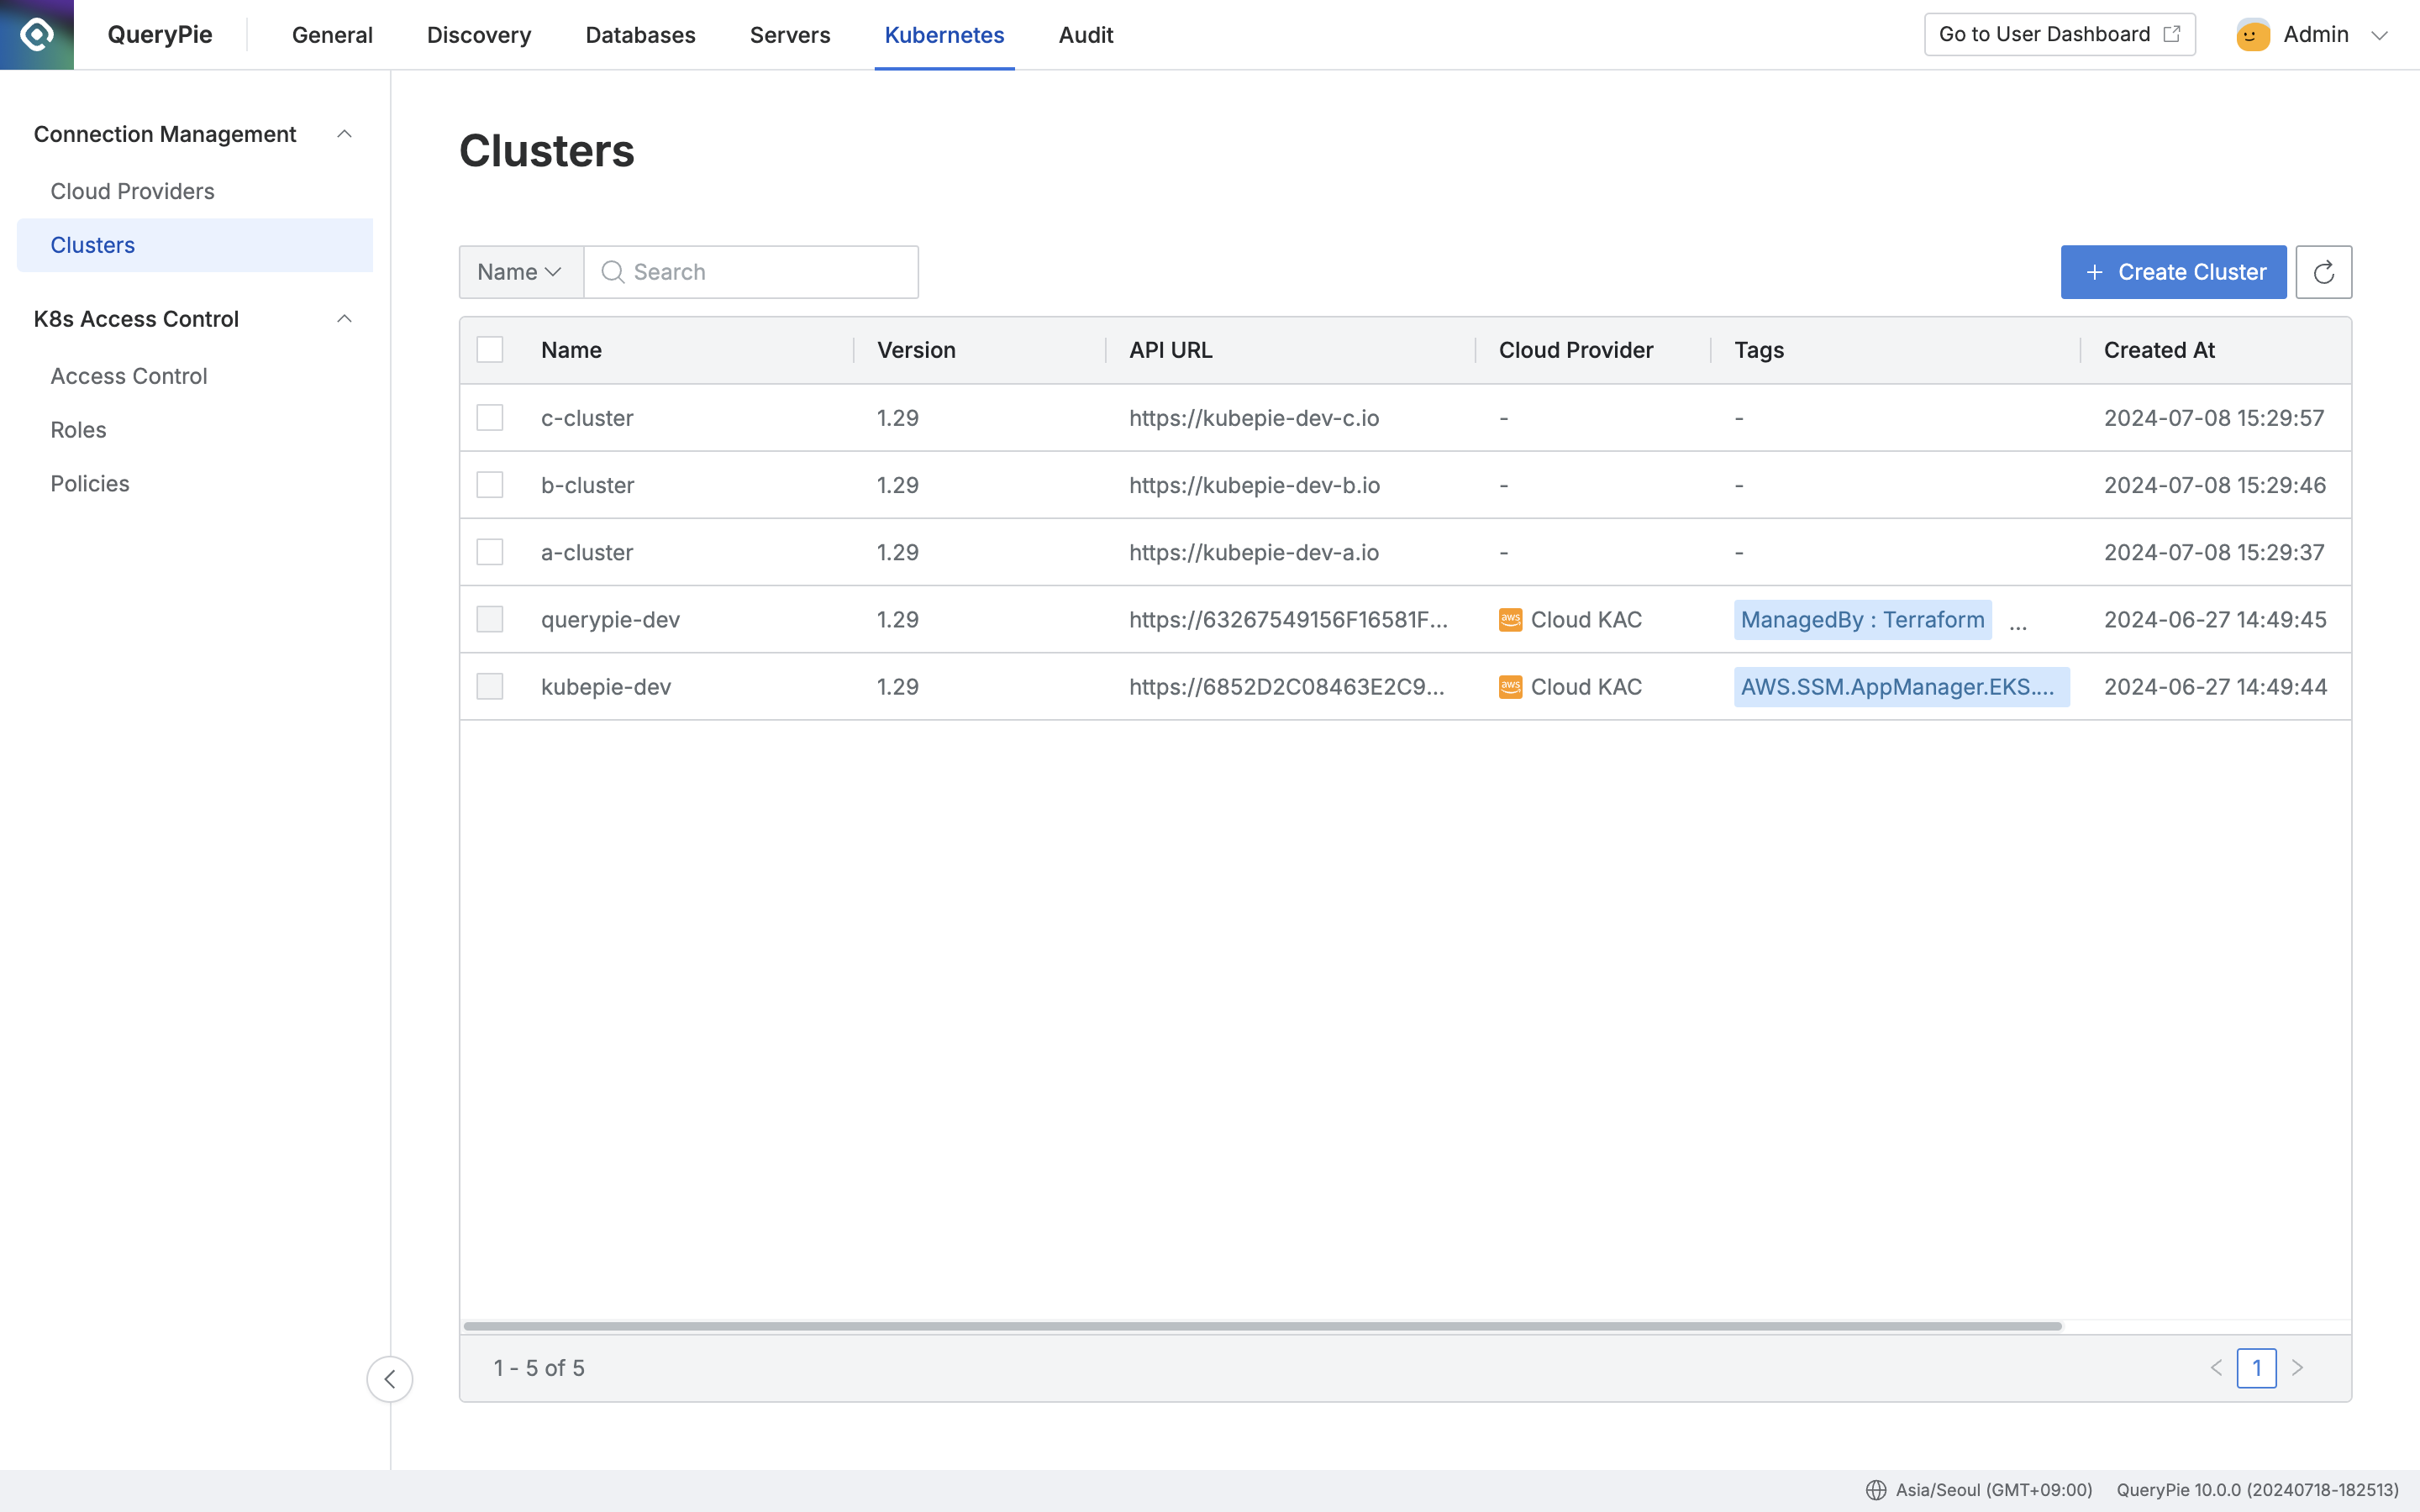 QueryPie General Discovery Databases Servers Kubernetes Audit Go to User Dashboard Admin
Connection Management
Cloud Providers
Clusters
K8s Access Control
Access Control
Roles
Policies
Clusters
Name Search Create Cluster
Name Version API URL Cloud Provider Tags Created At
c-cluster 1.29 https://kubepie-dev-c.io - - 2024-07-08 15:29:57
b-cluster 1.29 https://kubepie-dev-b.io - - 2024-07-08 15:29:46
a-cluster 1.29 https://kubepie-dev-a.io - - 2024-07-08 15:29:37
querypie-dev 1.29 https://63267549156F16581F... aws Cloud KAC ManagedBy : Terraform ... 2024-06-27 14:49:45
kubepie-dev 1.29 https://6852D2C08463E2C9... aws Cloud KAC AWS.SSM.AppManager.EKS.... 2024-06-27 14:49:44
1 - 5 of 5 1
Asia/Seoul (GMT+09:00) QueryPie 10.0.0 (20240718-182513)